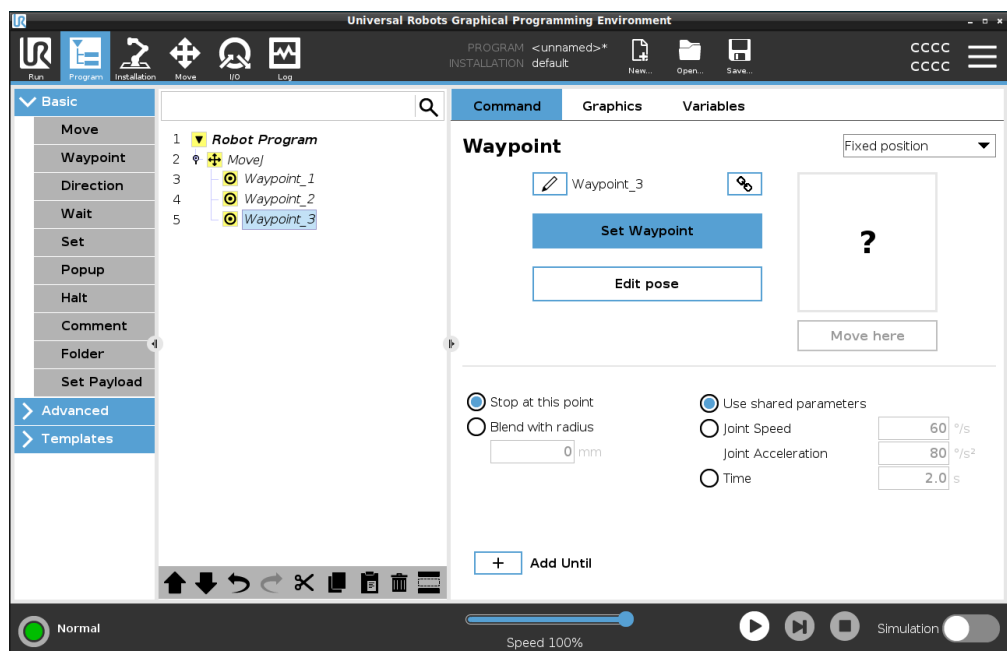 UR
Universal Robots Graphical Programming Environment
UR
Run
Program
Installation
Move
I/O
Log
PROGRAM <unnamed>*
INSTALLATION default
New...
Open...
Save...
CCCC
CCCC
Basic
Move
Waypoint
Direction
Wait
Set
Popup
Halt
Comment
Folder
Set Payload
Advanced
Templates
1 Robot Program
2 MoveJ
3 Waypoint_1
4 Waypoint_2
5 Waypoint_3
Command Graphics Variables
Waypoint
Fixed position
Waypoint_3
Set Waypoint
Edit pose
?
Move here
Stop at this point
Blend with radius
0 mm
Use shared parameters
Joint Speed 60 °/s
Joint Acceleration 80 °/s²
Time 2.0 s
+ Add Until
Normal
Speed 100%
Simulation